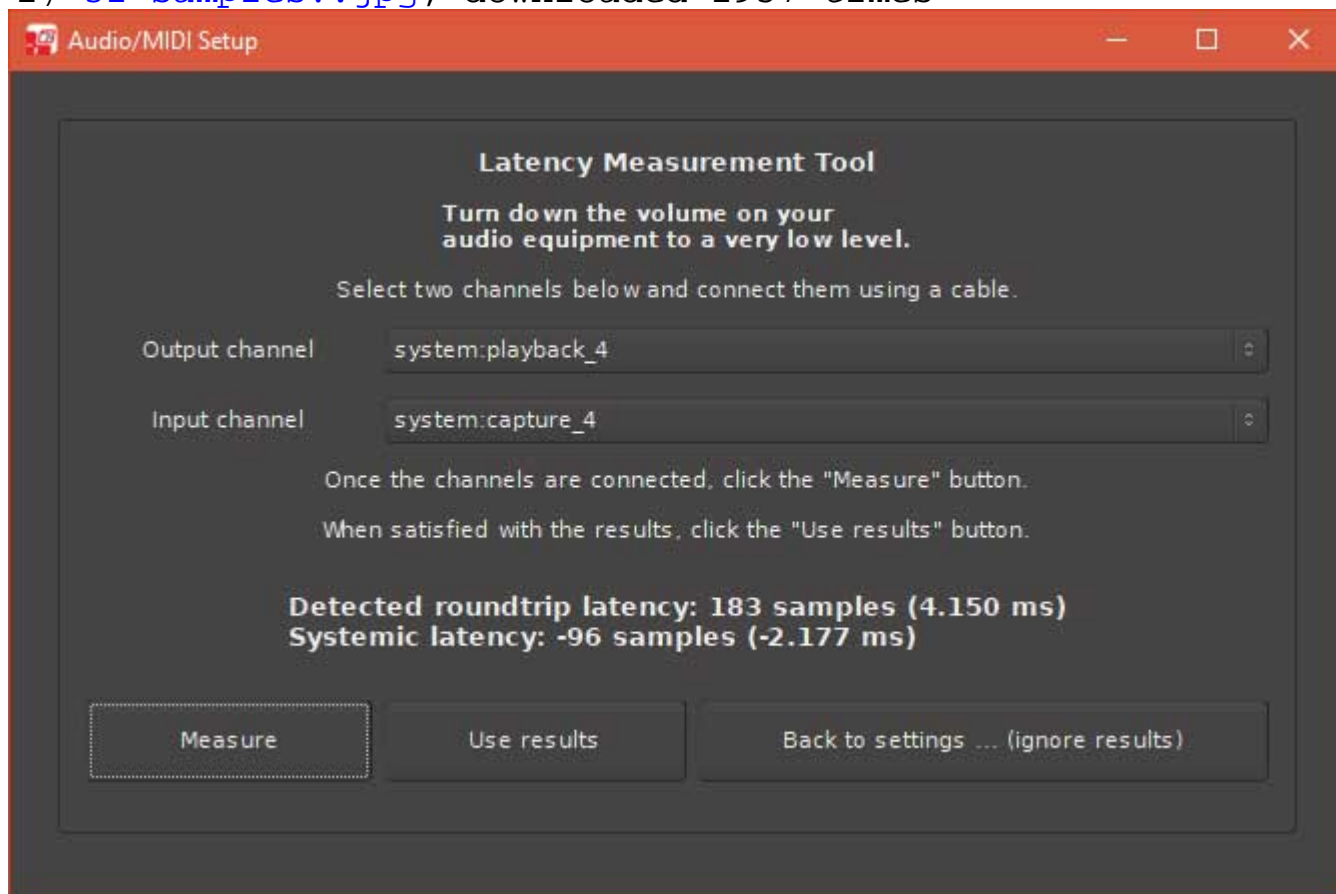 Audio/MIDI Setup
Latency Measurement Tool
Turn down the volume on your
audio equipment to a very low level.
Select two channels below and connect them using a cable.
Output channel system:playback_4
Input channel system:capture_4
Once the channels are connected, click the "Measure" button.
When satisfied with the results, click the "Use results" button.
Detected roundtrip latency: 183 samples (4.150 ms)
Systemic latency: -96 samples (-2.177 ms)
Measure Use results Back to settings ... (ignore results)